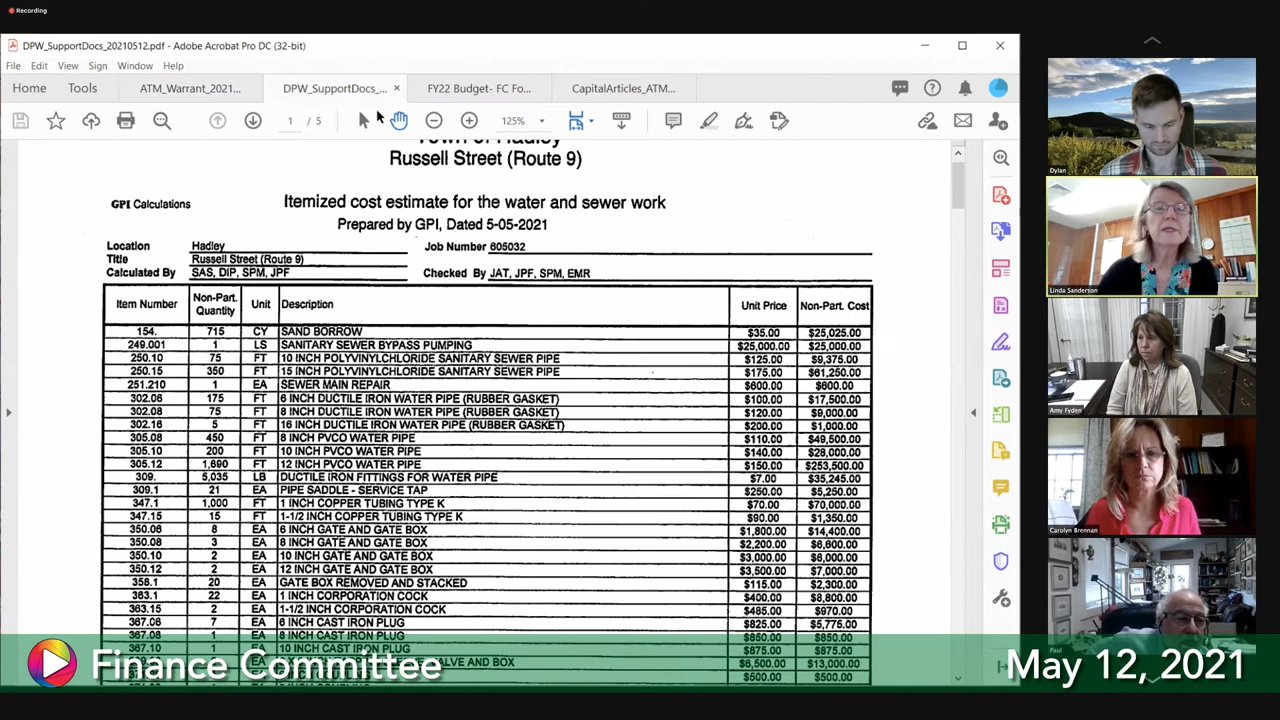 Recording
DPW_SupportDocs_20210512.pdf - Adobe Acrobat Pro DC (32-bit)
File Edit View Sign Window Help
Home Tools ATM_Warrant_2021... DPW_SupportDocs_... × FY22 Budget- FC Fo... CapitalArticles_ATM...
1 / 5 125%
Town of Hadley
Russell Street (Route 9)
GPI Calculations Itemized cost estimate for the water and sewer work
Prepared by GPI, Dated 5-05-2021
Location Hadley Job Number 605032
Title Russell Street (Route 9)
Calculated By SAS, DIP, SPM, JPF Checked By JAT, JPF, SPM, EMR
Item Number Non-Part. Quantity Unit Description Unit Price Non-Part. Cost
154. 715 CY SAND BORROW $35.00 $25,025.00
249.001 1 LS SANITARY SEWER BYPASS PUMPING $25,000.00 $25,000.00
250.10 75 FT 10 INCH POLYVINYLCHLORIDE SANITARY SEWER PIPE $125.00 $9,375.00
250.15 350 FT 15 INCH POLYVINYLCHLORIDE SANITARY SEWER PIPE $175.00 $61,250.00
251.210 1 EA SEWER MAIN REPAIR $600.00 $600.00
302.06 175 FT 6 INCH DUCTILE IRON WATER PIPE (RUBBER GASKET) $100.00 $17,500.00
302.08 75 FT 8 INCH DUCTILE IRON WATER PIPE (RUBBER GASKET) $120.00 $9,000.00
302.16 5 FT 16 INCH DUCTILE IRON WATER PIPE (RUBBER GASKET) $200.00 $1,000.00
305.08 450 FT 8 INCH PVCO WATER PIPE $110.00 $49,500.00
305.10 200 FT 10 INCH PVCO WATER PIPE $140.00 $28,000.00
305.12 1,690 FT 12 INCH PVCO WATER PIPE $150.00 $253,500.00
309. 5,035 LB DUCTILE IRON FITTINGS FOR WATER PIPE $7.00 $35,245.00
309.1 21 EA PIPE SADDLE - SERVICE TAP $250.00 $5,250.00
347.1 1,000 FT 1 INCH COPPER TUBING TYPE K $70.00 $70,000.00
347.15 15 FT 1-1/2 INCH COPPER TUBING TYPE K $90.00 $1,350.00
350.06 8 EA 6 INCH GATE AND GATE BOX $1,800.00 $14,400.00
350.08 3 EA 8 INCH GATE AND GATE BOX $2,200.00 $6,600.00
350.10 2 EA 10 INCH GATE AND GATE BOX $3,000.00 $6,000.00
350.12 2 EA 12 INCH GATE AND GATE BOX $3,500.00 $7,000.00
358.1 20 EA GATE BOX REMOVED AND STACKED $115.00 $2,300.00
363.1 22 EA 1 INCH CORPORATION COCK $400.00 $8,800.00
363.15 2 EA 1-1/2 INCH CORPORATION COCK $485.00 $970.00
367.06 7 EA 6 INCH CAST IRON PLUG $825.00 $5,775.00
367.08 1 EA 8 INCH CAST IRON PLUG $850.00 $850.00
367.10 1 EA 10 INCH CAST IRON PLUG $875.00 $875.00
EA ALVE AND BOX $6,500.00 $13,000.00
$500.00 $500.00
Dylan
Linda Sanderson
Amy Fyden
Carolyn Brennan
Paul
Finance Committee May 12, 2021